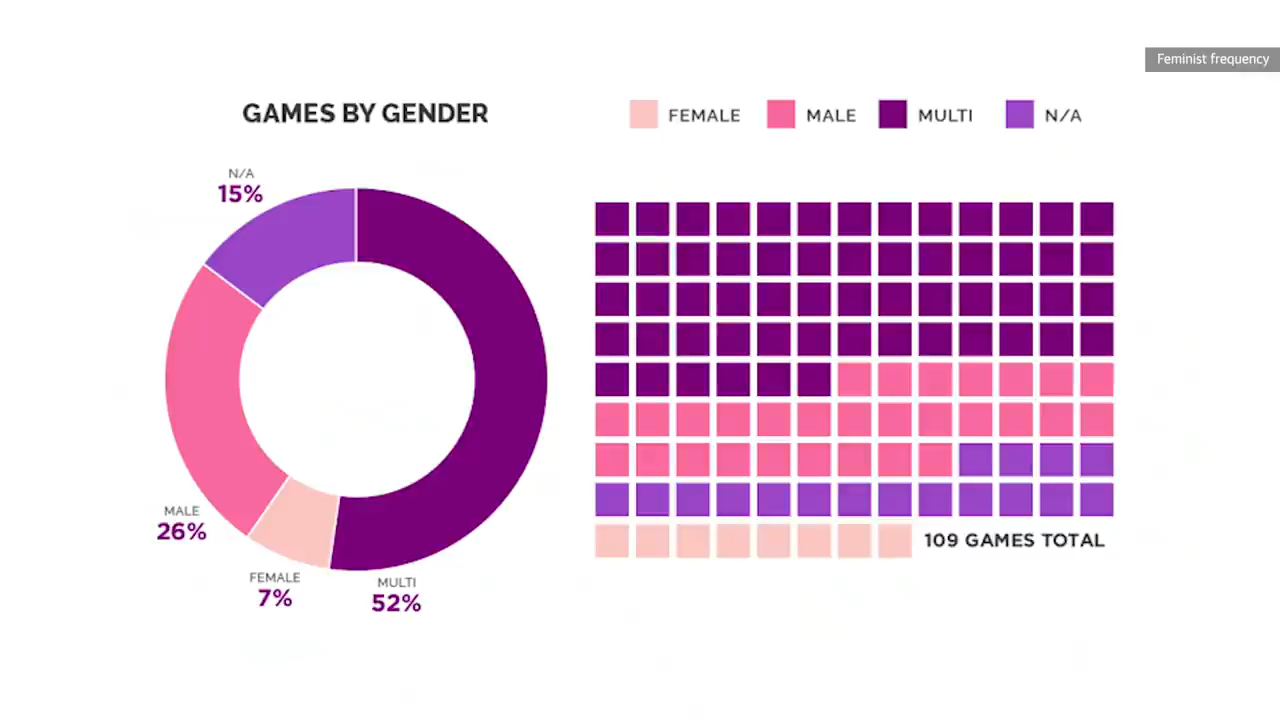 Feminist frequency
GAMES BY GENDER
FEMALE
MALE
MULTI
N/A
N/A
15%
MALE
26%
FEMALE
7%
MULTI
52%
109 GAMES TOTAL